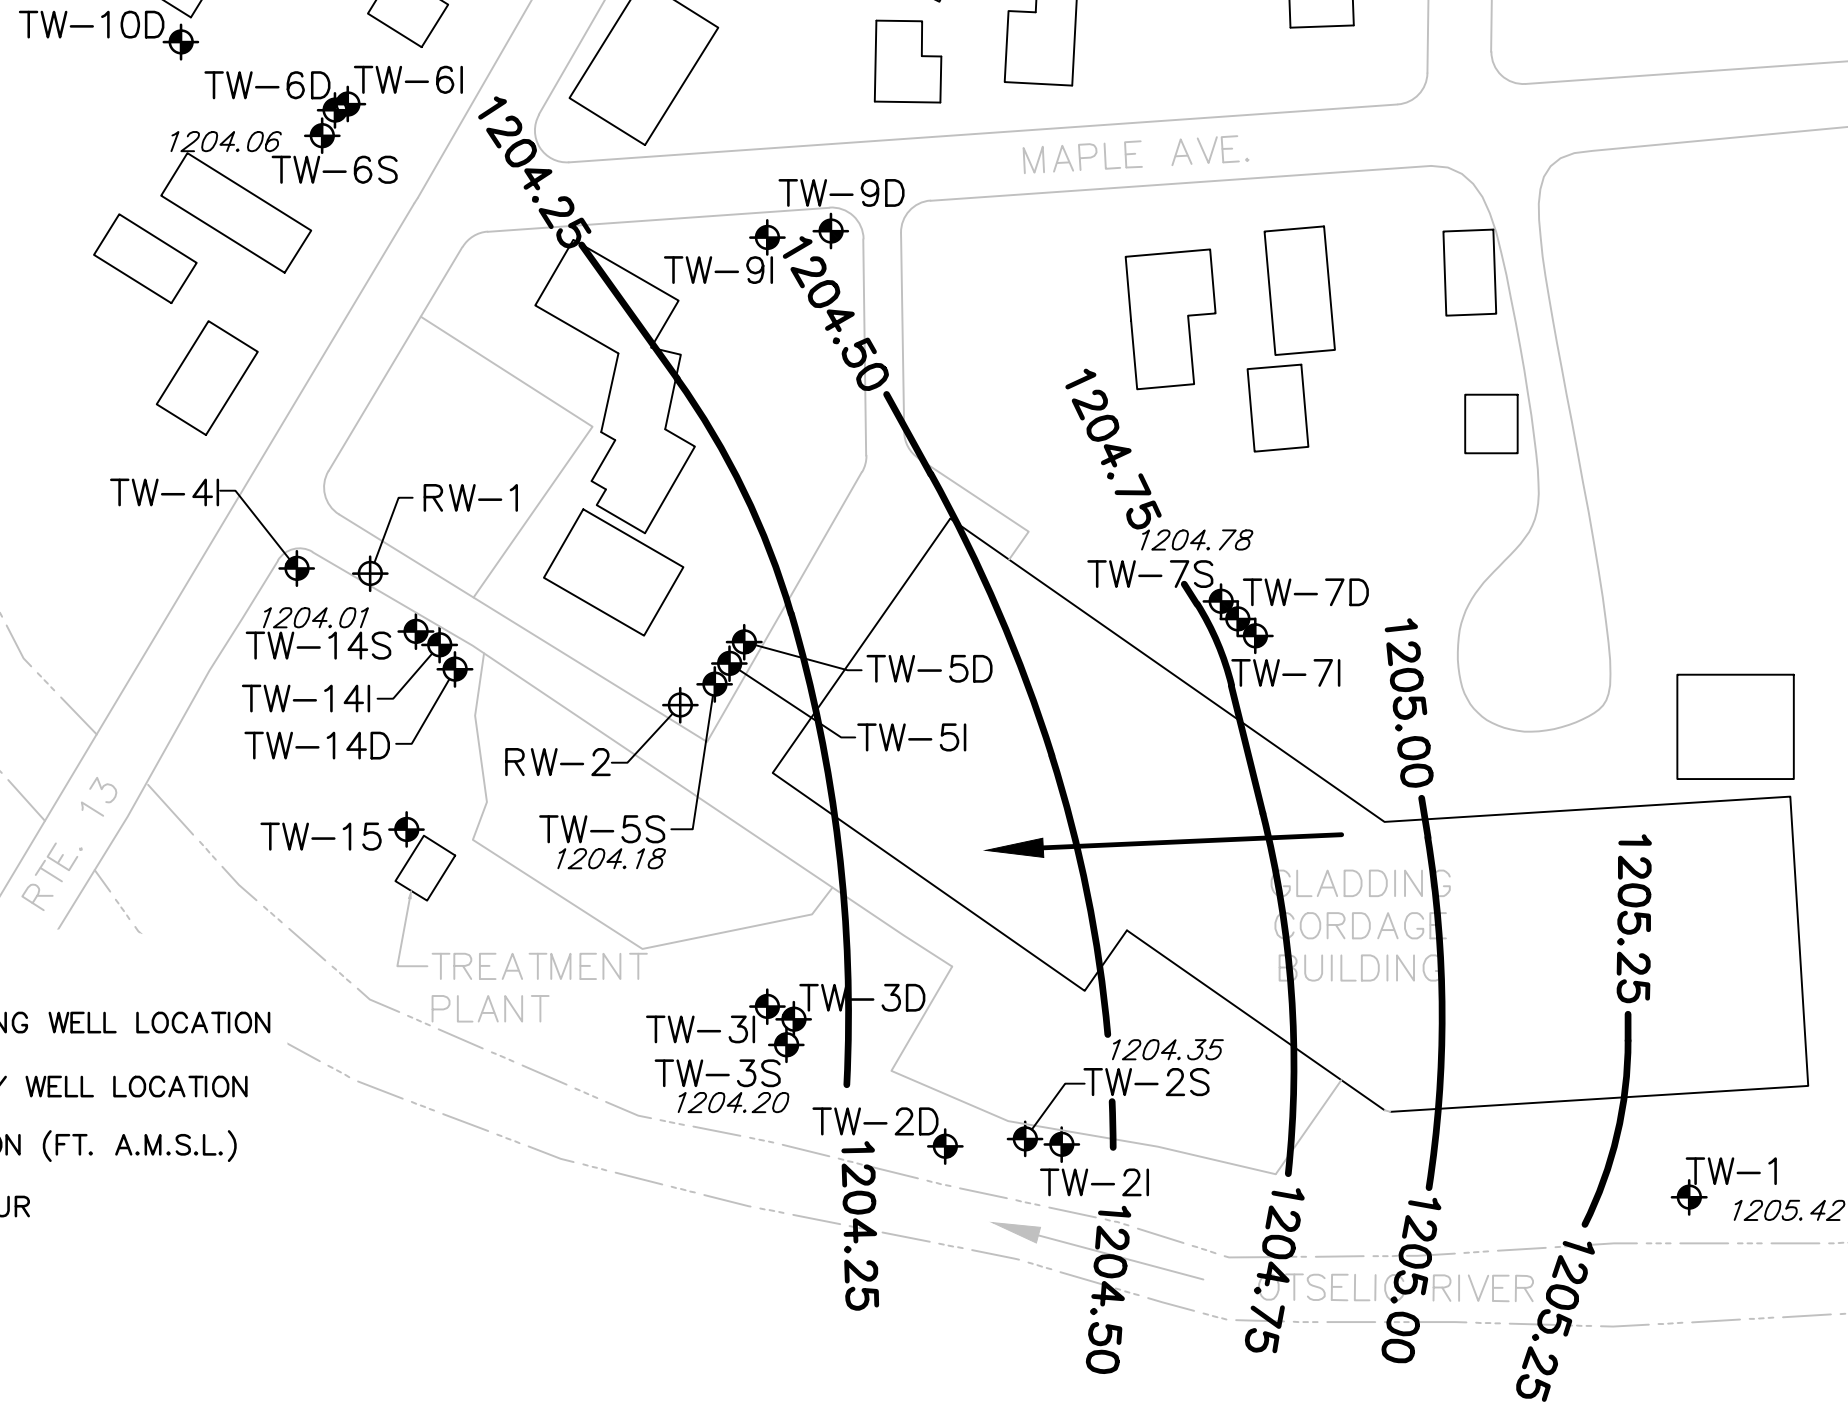 TW-10D
TW-6D
TW-6I
1204.06
TW-6S
1204.25
MAPLE AVE.
TW-9D
TW-9I
1204.50
1204.75
TW-4I
RW-1
1204.78
TW-7S
TW-7D
TW-7I
1204.01
TW-14S
TW-14I
TW-14D
1205.00
TW-5D
TW-5I
RW-2
TW-5S
1204.18
TW-15
RTE. 13
1205.25
GLADDING
CORDAGE
BUILDING
TREATMENT
PLANT
WELL LOCATION
WELL LOCATION
(FT. A.M.S.L.)
TW-3D
TW-3I
TW-3S
1204.20
1204.35
TW-2S
TW-2D
TW-2I
TW-1
1205.42
1204.25
1204.50
1204.75
1205.00
1205.25
OTSELIC RIVER